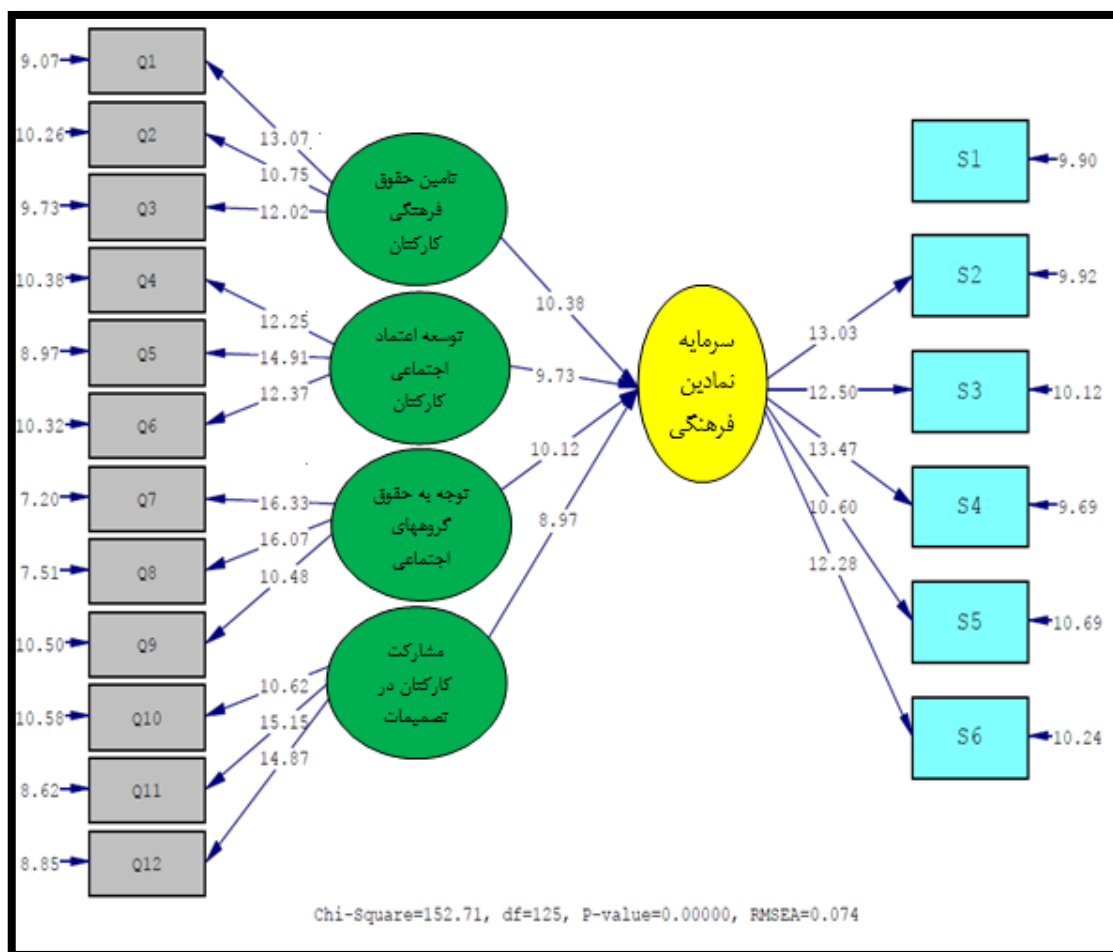 9.07
Q1
10.26
Q2
9.73
Q3
10.38
Q4
8.97
Q5
10.32
Q6
7.20
Q7
7.51
Q8
10.50
Q9
10.58
Q10
8.62
Q11
8.85
Q12
13.07
10.75
12.02
12.25
14.91
12.37
16.33
16.07
10.48
10.62
15.15
14.87
تامین حقوق
فرهنگی
کارکنان
توسعه اعتماد
اجتماعی
کارکنان
توجه به حقوق
گروههای
اجتماعی
مشارکت
کارکنان در
تصمیمات
10.38
9.73
10.12
8.97
سرمایه
نمادین
فرهنگی
13.03
12.50
13.47
10.60
12.28
S1
9.90
S2
9.92
S3
10.12
S4
9.69
S5
10.69
S6
10.24
Chi-Square=152.71, df=125, P-value=0.00000, RMSEA=0.074